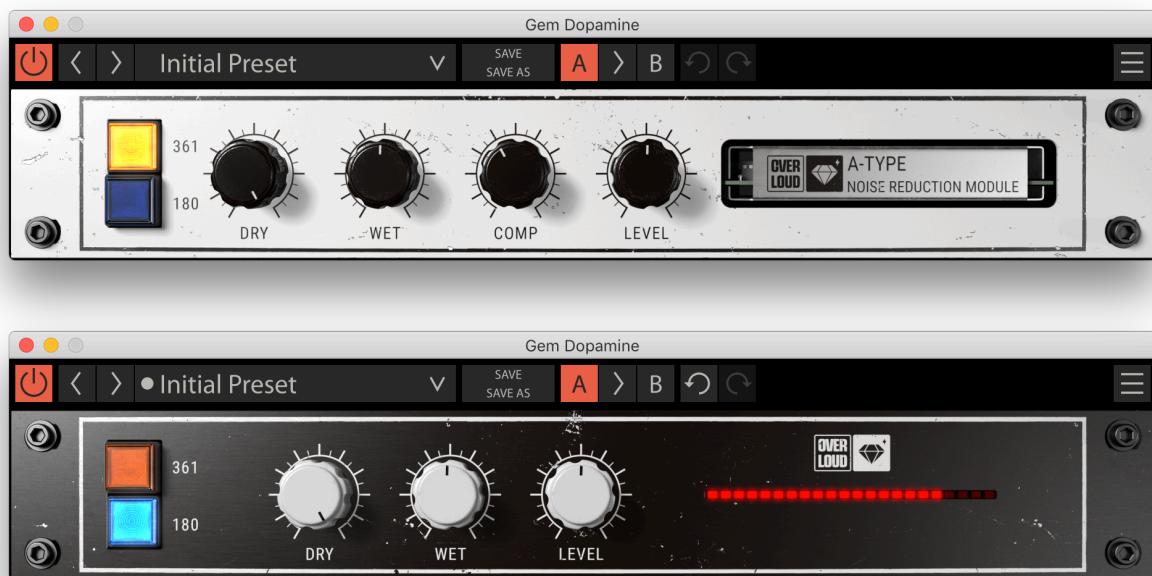 Gem Dopamine
Initial Preset
SAVE
SAVE AS
A
B
361
180
DRY
WET
COMP
LEVEL
OVER
LOUD
A-TYPE
NOISE REDUCTION MODULE
Gem Dopamine
Initial Preset
SAVE
SAVE AS
A
B
361
180
DRY
WET
LEVEL
OVER
LOUD